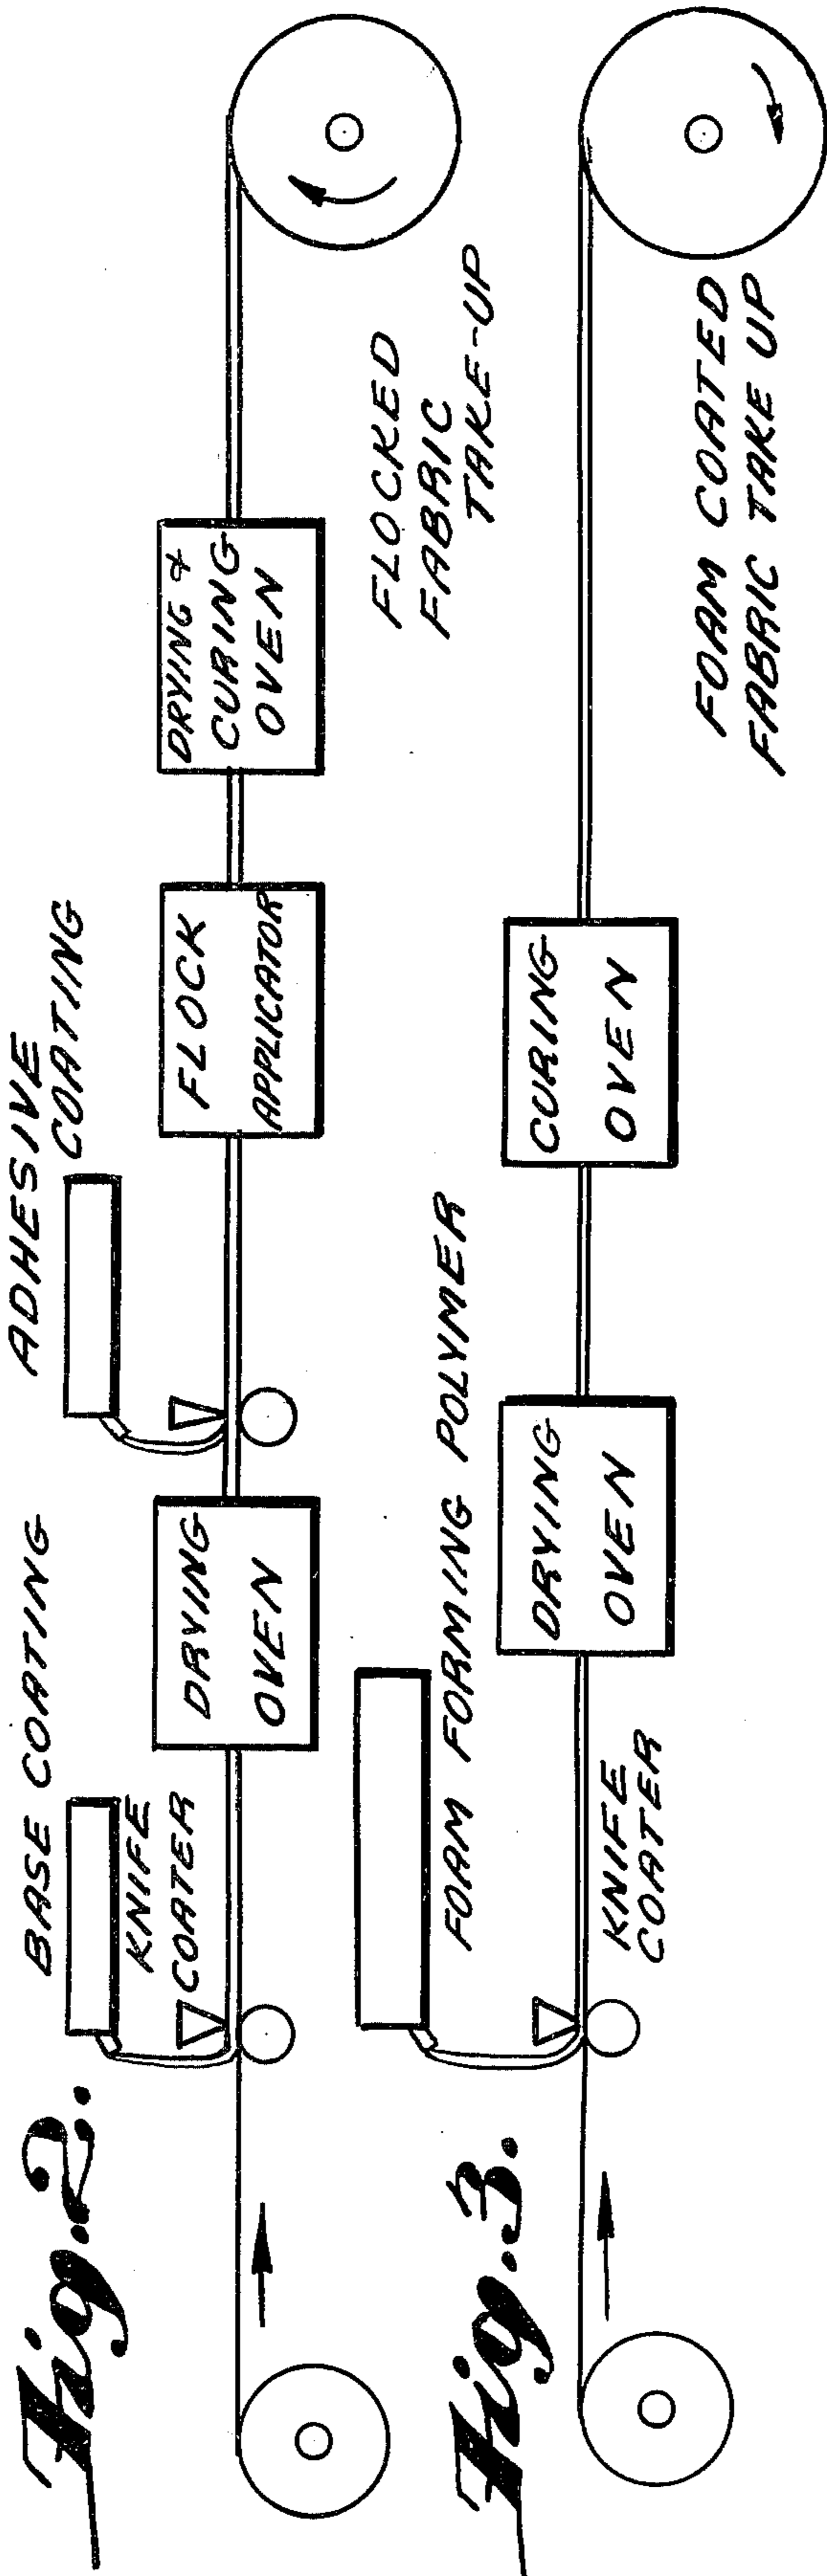 Fig.2.
BASE COATING
KNIFE
COATER
DRYING
OVEN
ADHESIVE
COATING
FLOCK
APPLICATOR
DRYING &
CURING
OVEN
FLOCKED
FABRIC
TAKE-UP
Fig.3.
FOAM FORMING POLYMER
KNIFE
COATER
DRYING
OVEN
CURING
OVEN
FOAM COATED
FABRIC TAKE UP